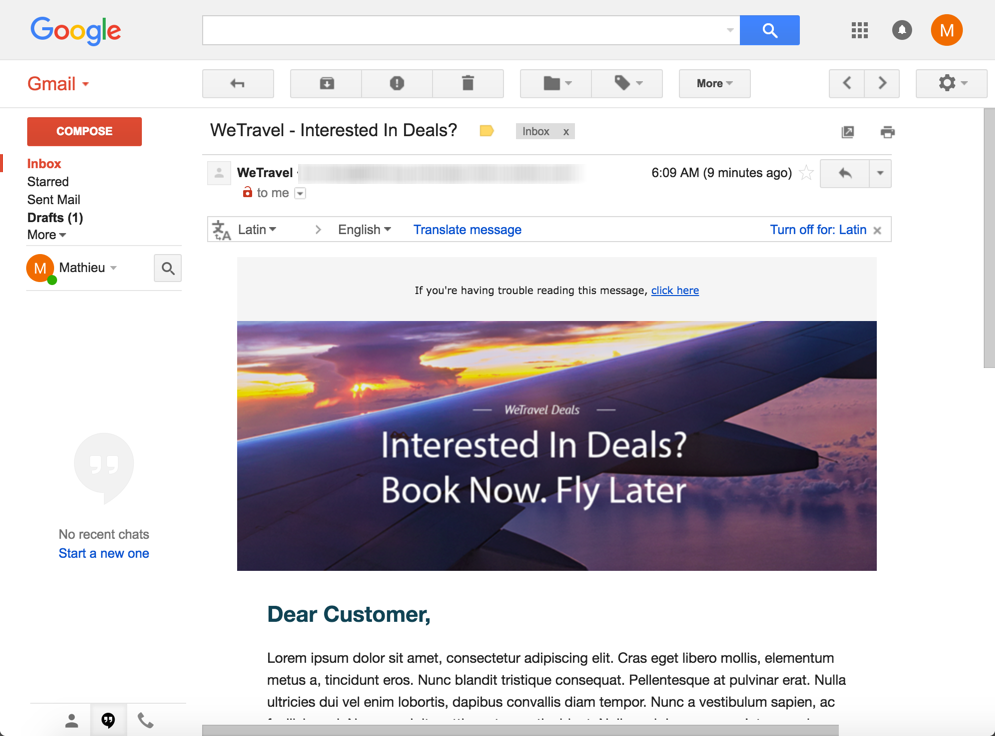 Google
M
Gmail
More
COMPOSE
WeTravel - Interested In Deals?
Inbox x
Inbox
Starred
Sent Mail
Drafts (1)
More
WeTravel
6:09 AM (9 minutes ago)
to me
Latin
English
Translate message
Turn off for: Latin
M
Mathieu
If you're having trouble reading this message, click here
WeTravel Deals
Interested In Deals?
Book Now. Fly Later
No recent chats
Start a new one
Dear Customer,
Lorem ipsum dolor sit amet, consectetur adipiscing elit. Cras eget libero mollis, elementum
metus a, tincidunt eros. Nunc blandit tristique consequat. Pellentesque at pulvinar erat. Nulla
ultricies dui vel enim lobortis, dapibus convallis diam tempor. Nunc a vestibulum sapien, ac